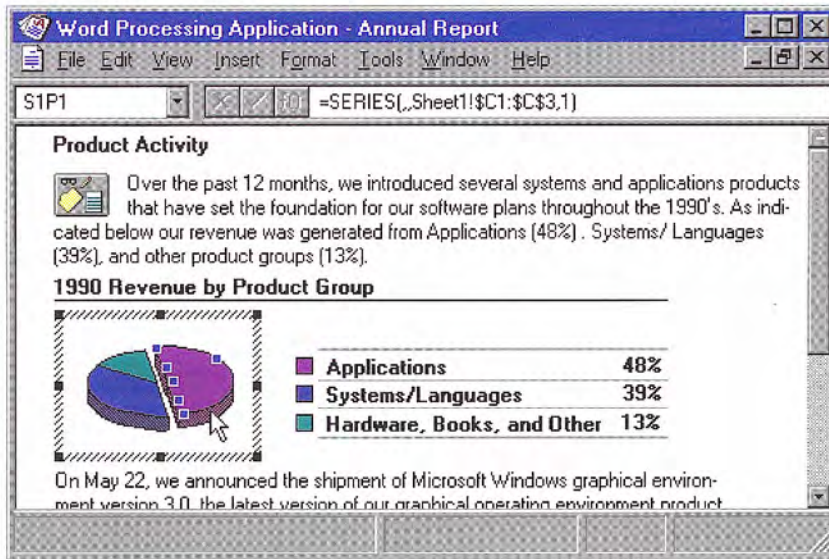 Word Processing Application - Annual Report
File Edit View Insert Format Tools Window Help
S1P1 =SERIES(,,Sheet1!$C1:$C$3,1)
Product Activity
Over the past 12 months, we introduced several systems and applications products
that have set the foundation for our software plans throughout the 1990's. As indi-
cated below our revenue was generated from Applications (48%) . Systems/ Languages
(39%), and other product groups (13%).
1990 Revenue by Product Group
Applications 48%
Systems/Languages 39%
Hardware, Books, and Other 13%
On May 22, we announced the shipment of Microsoft Windows graphical environ-
ment version 3.0, the latest version of our graphical operating environment product